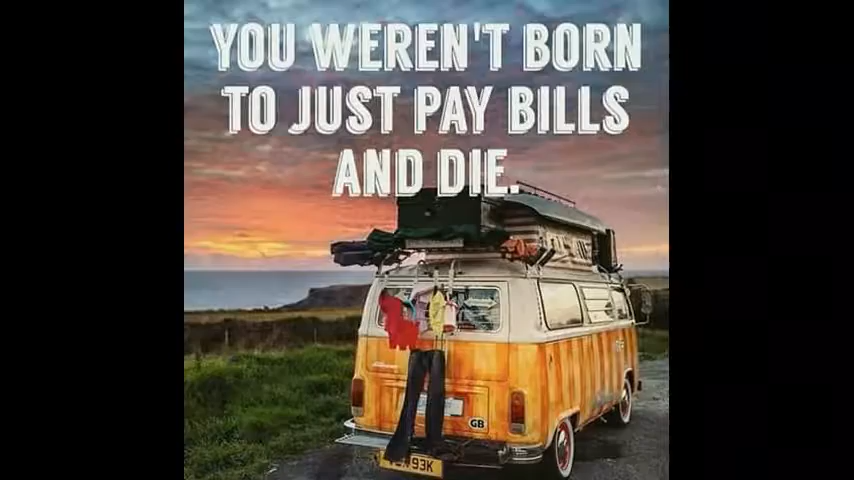 YOU WEREN'T BORN
TO JUST PAY BILLS
AND DIE.
GB